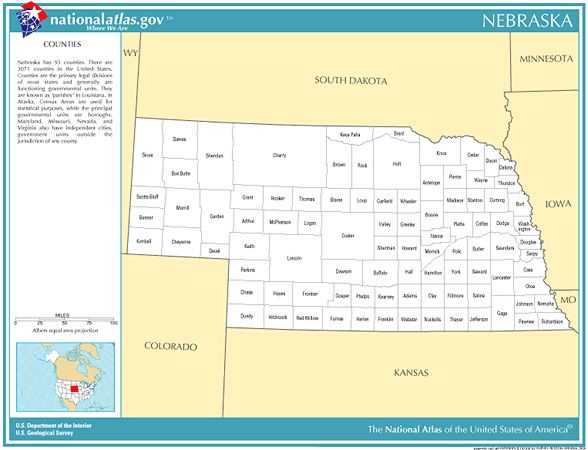 nationalatlas.gov™
Where We Are
NEBRASKA
COUNTIES
Nebraska has 93 counties. There are
3071 counties in the United States.
Counties are the primary legal divisions
of most states and generally are
functioning governmental units. They
are known as 'parishes' in Louisiana. In
Alaska, Census Areas are used for
statistical purposes, while the principal
governmental units are boroughs.
Maryland, Missouri, Nevada, and
Virginia also have independent cities,
government units outside the
jurisdiction of any county.
WY
SOUTH DAKOTA
MINNESOTA
IOWA
MO
COLORADO
KANSAS
Sioux
Dawes
Sheridan
Cherry
Keya Paha
Boyd
Brown
Rock
Holt
Knox
Cedar
Dixon
Dakota
Box Butte
Antelope
Pierce
Wayne
Thurston
Scotts Bluff
Morrill
Garden
Grant
Hooker
Thomas
Blaine
Loup
Garfield
Wheeler
Madison
Stanton
Cuming
Burt
Banner
Arthur
McPherson
Logan
Custer
Valley
Greeley
Boone
Platte
Colfax
Dodge
Wash-
ington
Kimball
Cheyenne
Deuel
Keith
Lincoln
Sherman
Howard
Nance
Merrick
Polk
Butler
Saunders
Douglas
Sarpy
Perkins
Dawson
Buffalo
Hall
Hamilton
York
Seward
Lancaster
Cass
Otoe
Chase
Hayes
Frontier
Gosper
Phelps
Kearney
Adams
Clay
Fillmore
Saline
Gage
Johnson
Nemaha
Dundy
Hitchcock
Red Willow
Furnas
Harlan
Franklin
Webster
Nuckolls
Thayer
Jefferson
Pawnee
Richardson
MILES
0 25 50 75 100
Albers equal area projection
U.S. Department of the Interior
U.S. Geological Survey
The National Atlas of the United States of America®